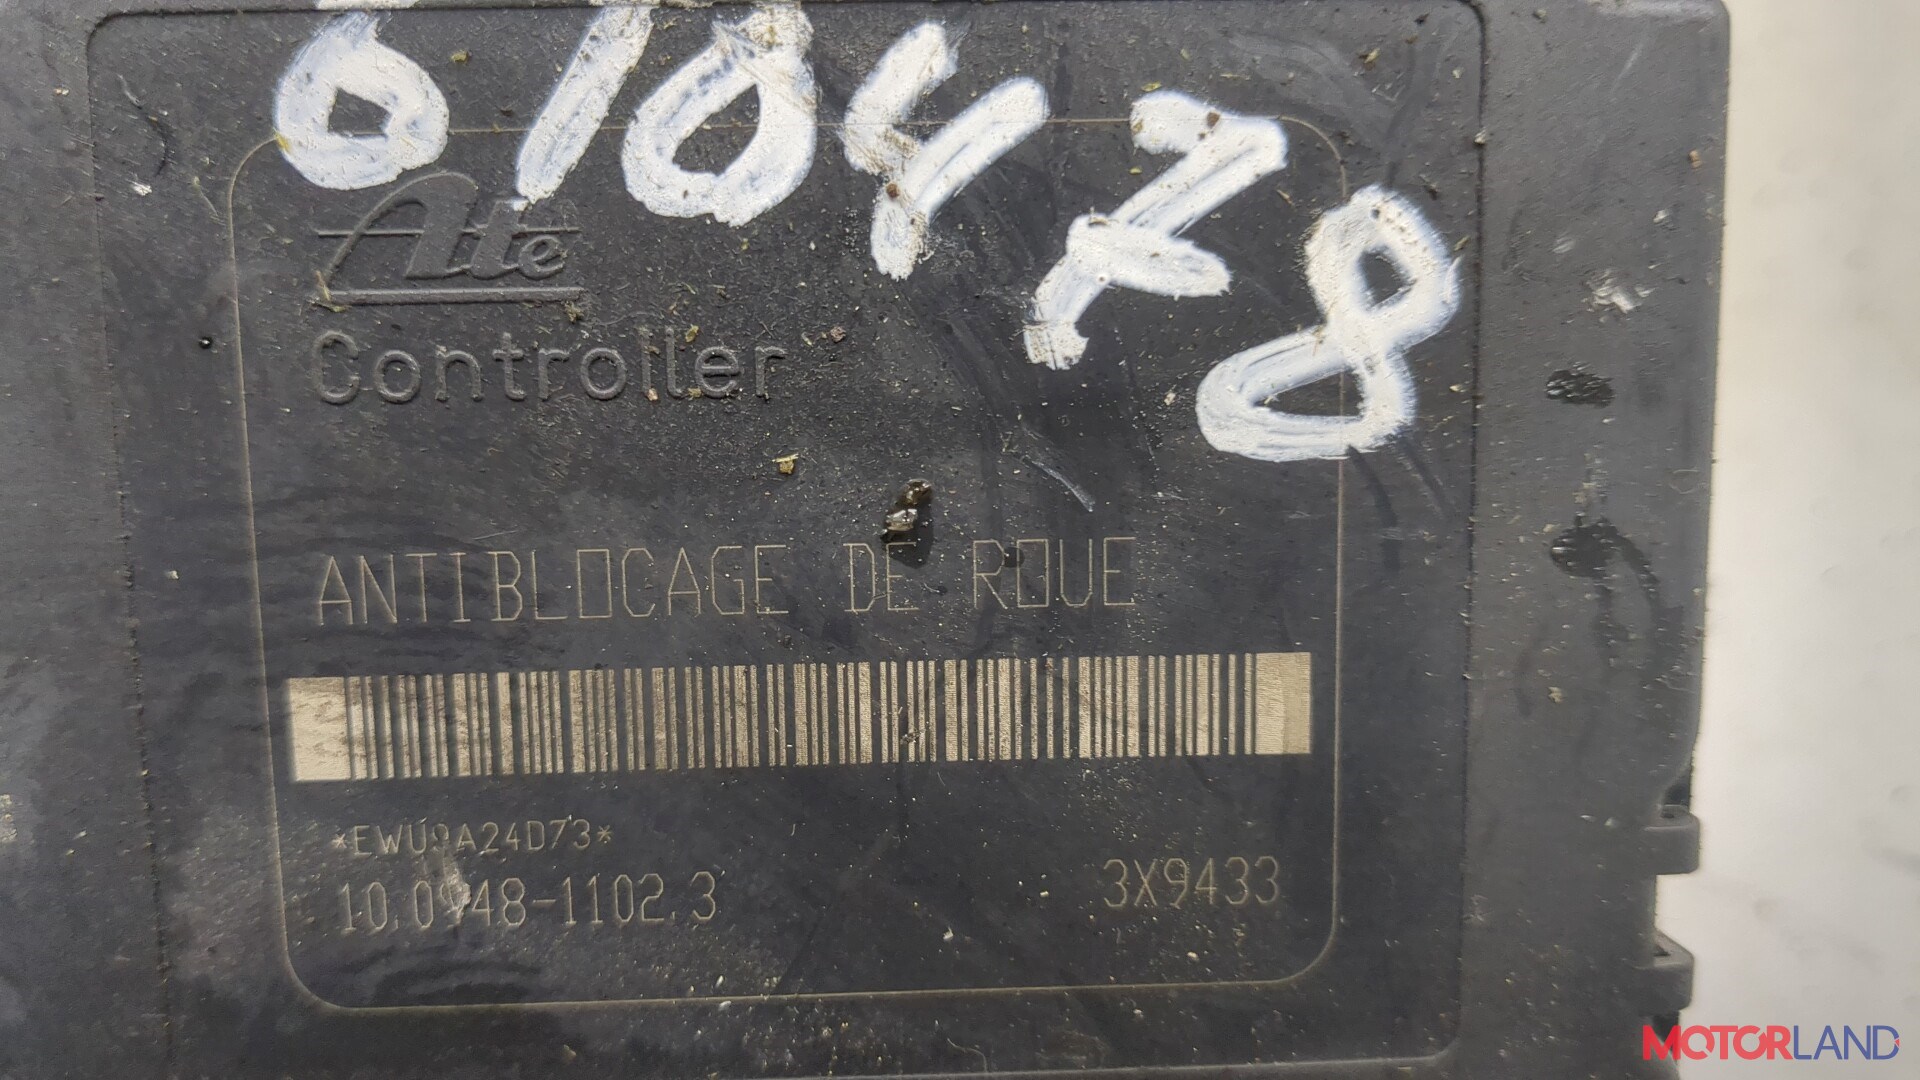 610478
Ate
Controller
ANTIBLOCAGE DE ROUE
*EWU9A24D73*
10.0948-1102.3 3X9433
MOTORLAND